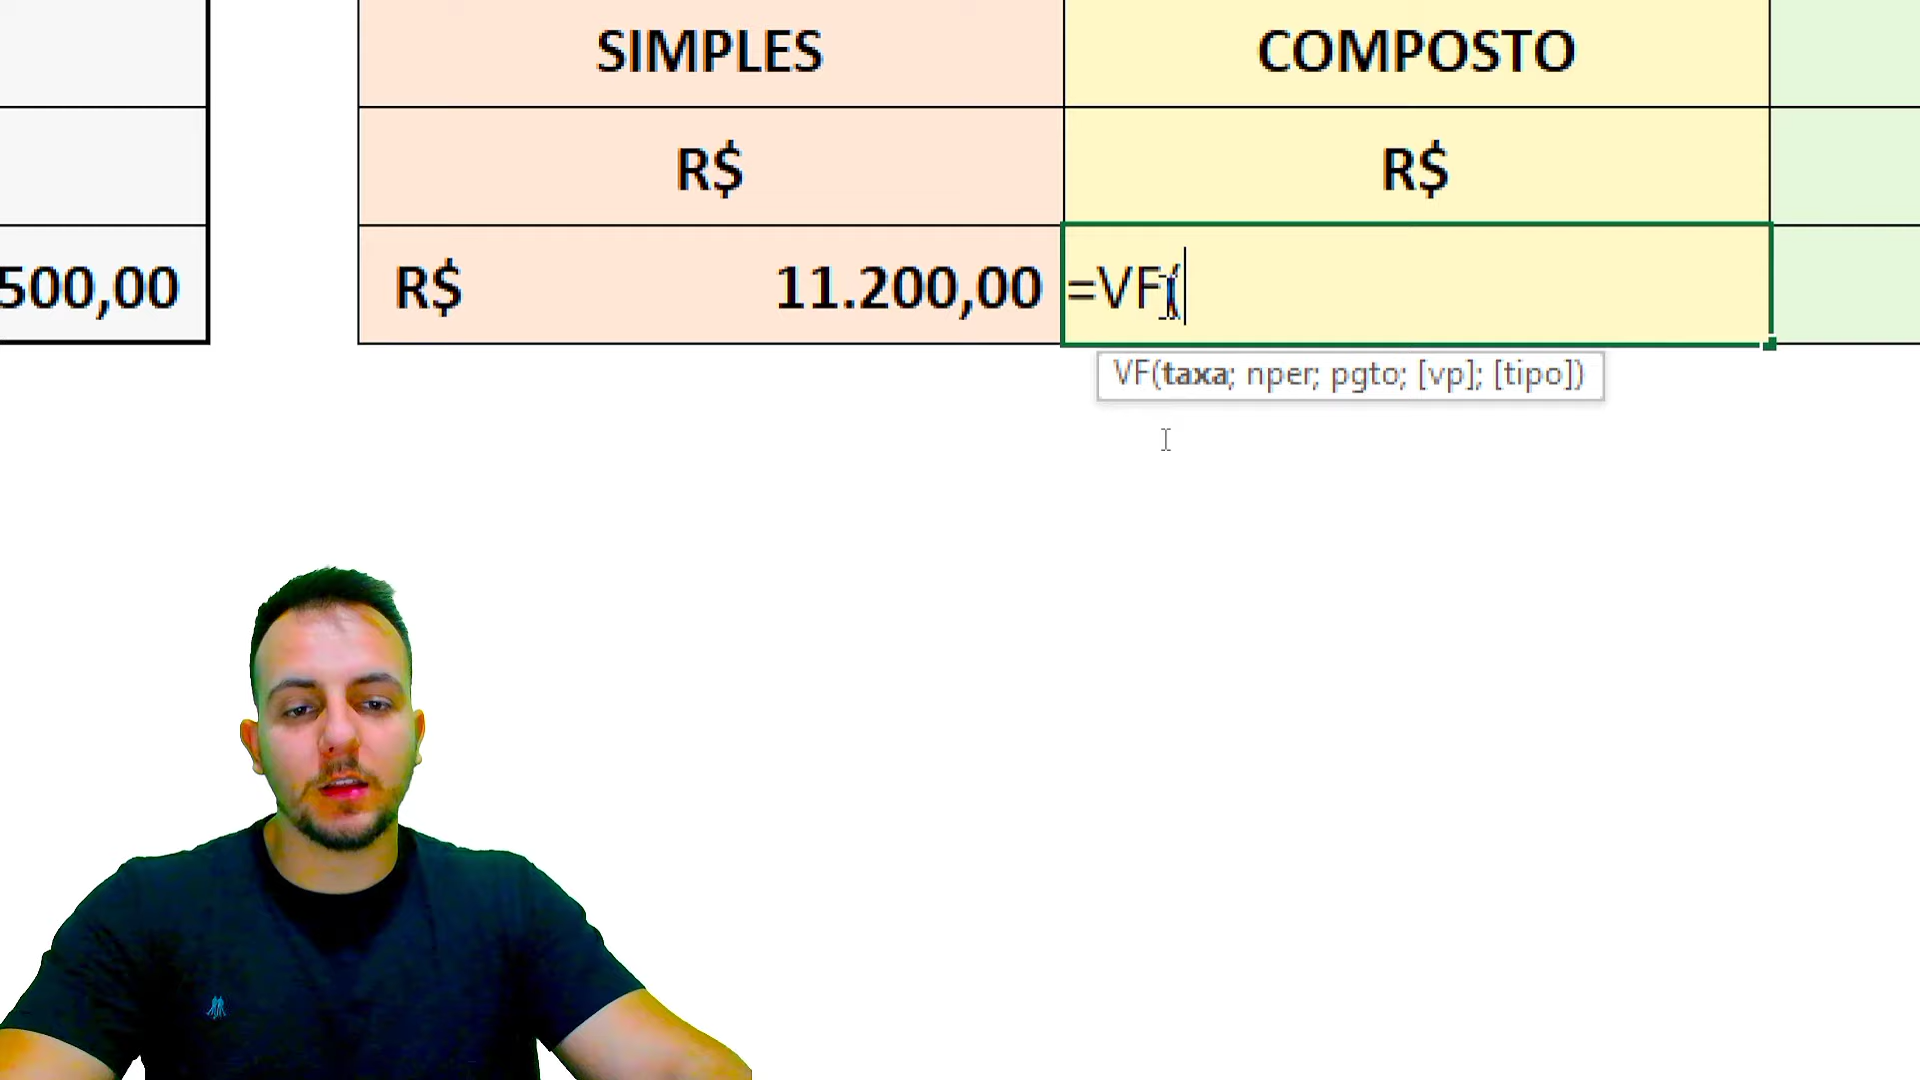 SIMPLES COMPOSTO
R$ R$
500,00 R$ 11.200,00 =VF(
VF(taxa; nper; pgto; [vp]; [tipo])